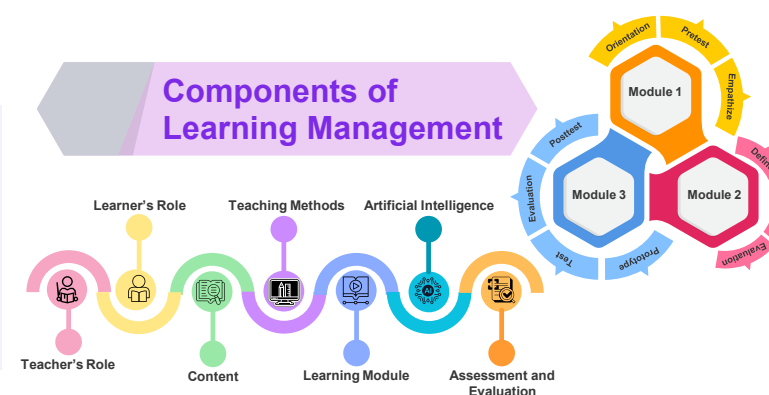 Components of
Learning Management
Learner's Role
Teaching Methods
Artificial Intelligence
AI
Teacher's Role
Content
Learning Module
Assessment and
Evaluation
Orientation
Pretest
Empathize
Module 1
Module 2
Evaluation
Module 3
Prototype
Test
Evaluation
Posttest